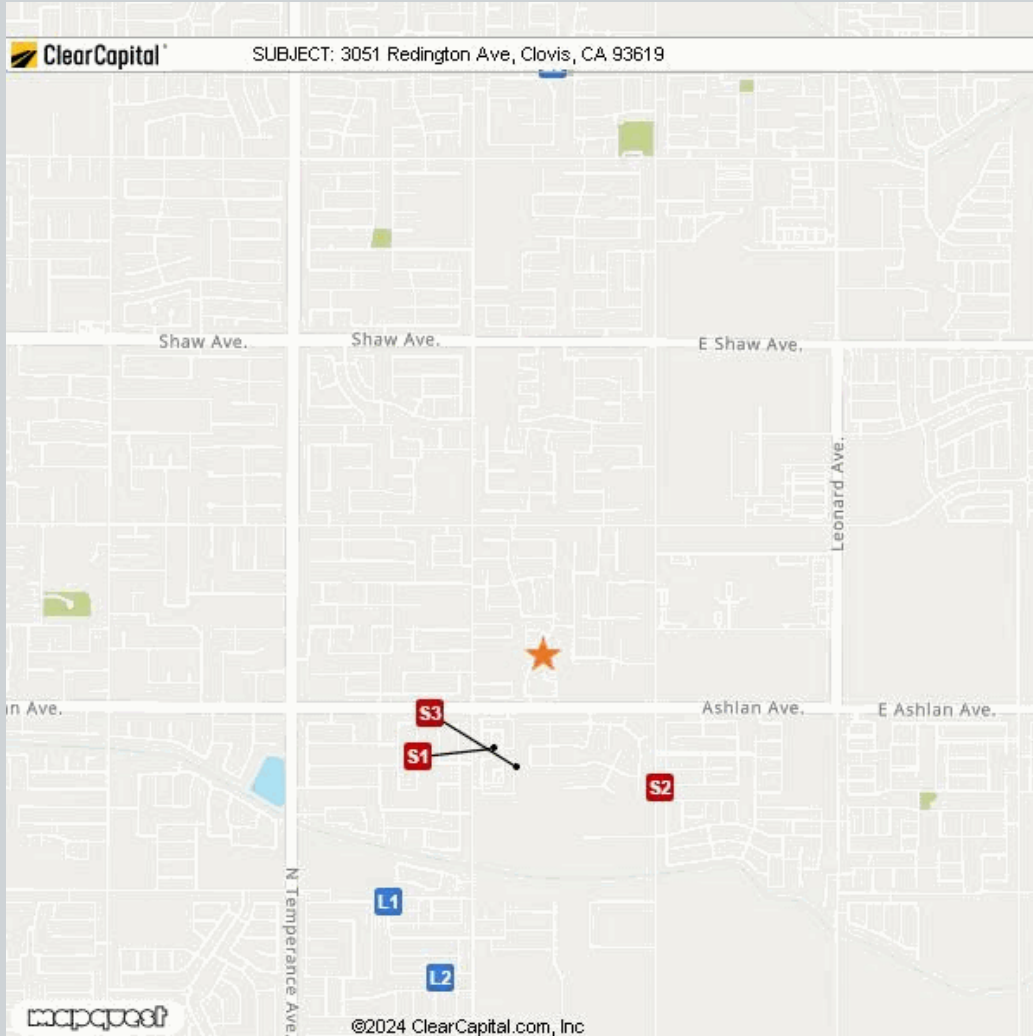 ClearCapital
SUBJECT: 3051 Redington Ave, Clovis, CA 93619
Shaw Ave.
Shaw Ave.
E Shaw Ave.
Leonard Ave.
S3
Ashlan Ave.
E Ashlan Ave.
n Ave.
S1
S2
N Temperance Ave.
L1
L2
mapquest
©2024 ClearCapital.com, Inc